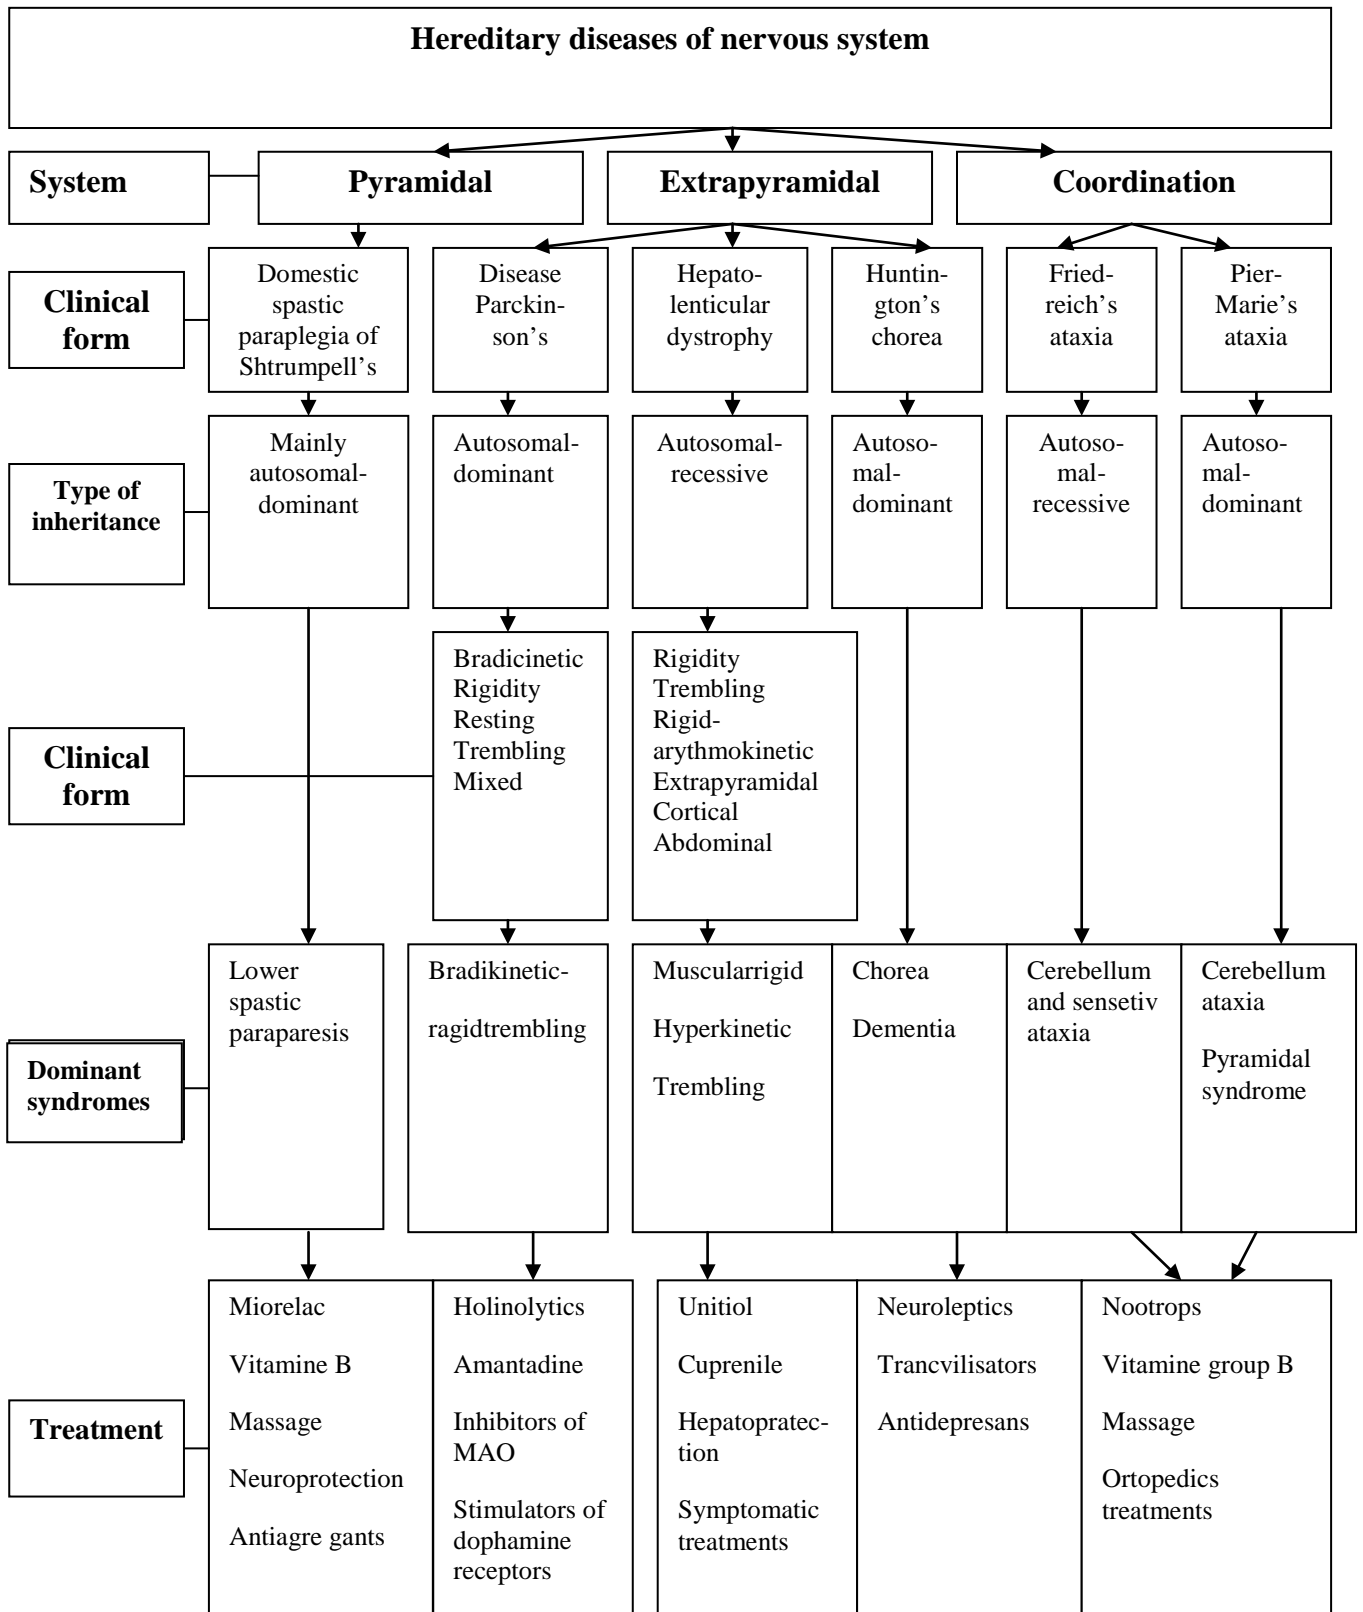 Hereditary diseases of nervous system
System
Pyramidal
Extrapyramidal
Coordination
Clinical
form
Domestic
spastic
paraplegia of
Shtrumpell’s
Disease
Parckin-
son’s
Hepato-
lenticular
dystrophy
Huntin-
gton’s
chorea
Fried-
reich’s
ataxia
Pier-
Marie’s
ataxia
Type of
inheritance
Mainly
autosomal-
dominant
Autosomal-
dominant
Autosomal-
recessive
Autoso-
mal-
dominant
Autoso-
mal-
recessive
Autoso-
mal-
dominant
Clinical
form
Bradicinetic
Rigidity
Resting
Trembling
Mixed
Rigidity
Trembling
Rigid-
arythmokinetic
Extrapyramidal
Cortical
Abdominal
Dominant
syndromes
Lower
spastic
paraparesis
Bradikinetic-
ragidtrembling
Muscularrigid
Hyperkinetic
Trembling
Chorea
Dementia
Cerebellum
and sensetiv
ataxia
Cerebellum
ataxia
Pyramidal
syndrome
Treatment
Miorelac
Vitamine B
Massage
Neuroprotection
Antiagre gants
Holinolytics
Amantadine
Inhibitors of
MAO
Stimulators of
dophamine
receptors
Unitiol
Cuprenile
Hepatopratec-
tion
Symptomatic
treatments
Neuroleptics
Trancvilisators
Antidepresans
Nootrops
Vitamine group B
Massage
Ortopedics
treatments